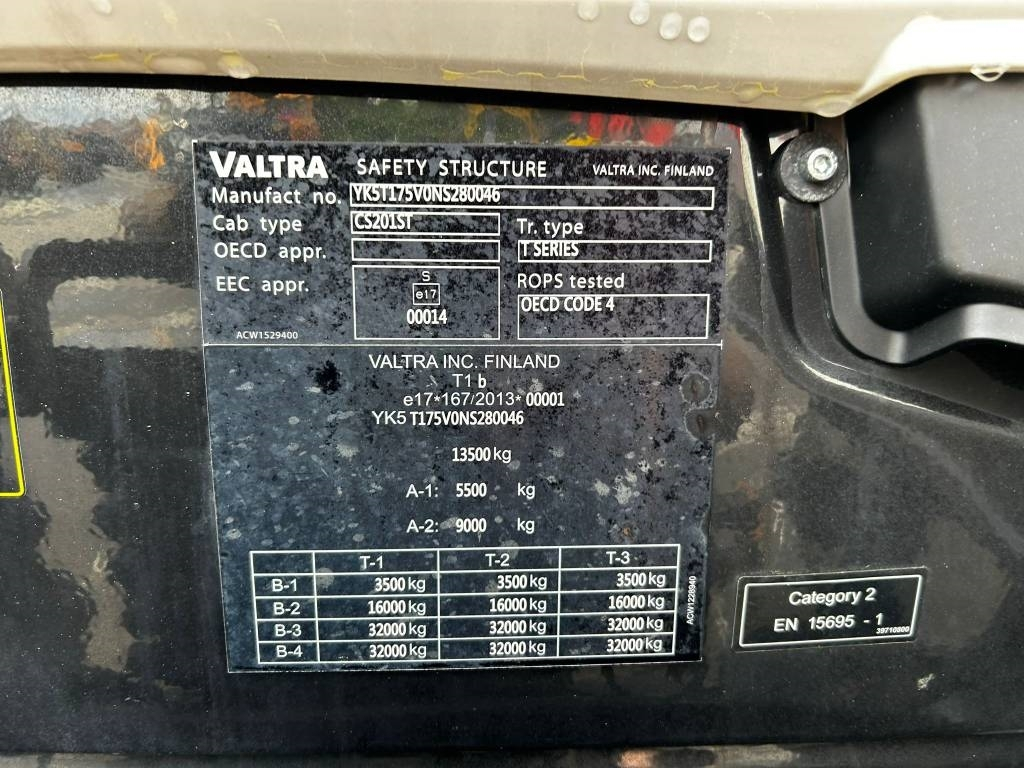 VALTRA SAFETY STRUCTURE VALTRA INC. FINLAND
Manufact no. YK5T175V0NS280046
Cab type CS201ST Tr. type
OECD appr. T SERIES
EEC appr. S ROPS tested
e17 OECD CODE 4
00014
ACW1529400
VALTRA INC. FINLAND
T1 b
e17*167/2013* 00001
YK5 T175V0NS280046
13500 kg
A-1: 5500 kg
A-2: 9000 kg
T-1 T-2 T-3
B-1 3500 kg 3500 kg 3500 kg
B-2 16000 kg 16000 kg 16000 kg
B-3 32000 kg 32000 kg 32000 kg
B-4 32000 kg 32000 kg 32000 kg
ACW1228940
Category 2
EN 15695 - 1
39710800